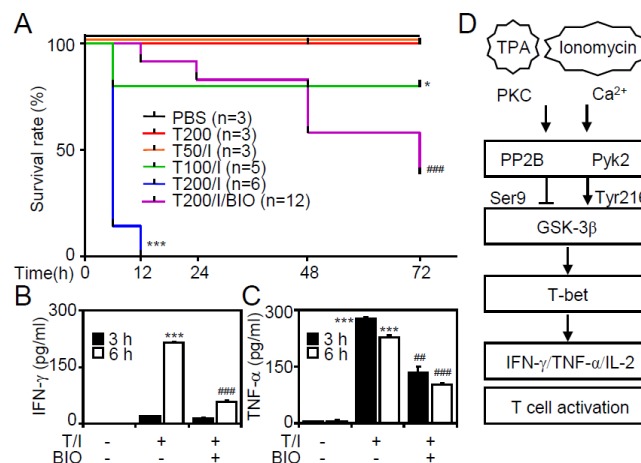 A
Survival rate (%)
100
50
0
*
###
***
PBS (n=3)
T200 (n=3)
T50/I (n=3)
T100/I (n=5)
T200/I (n=6)
T200/I/BIO (n=12)
Time(h)
0
12
24
48
72
B
IFN-γ (pg/ml)
300
150
0
3 h
6 h
***
###
T/I - + +
BIO - - +
C
TNF-α (pg/ml)
300
150
0
3 h
6 h
***
***
##
###
- + +
- - +
D
TPA
Ionomycin
PKC
Ca²⁺
PP2B Pyk2
Ser9
Tyr216
GSK-3β
T-bet
IFN-γ/TNF-α/IL-2
T cell activation